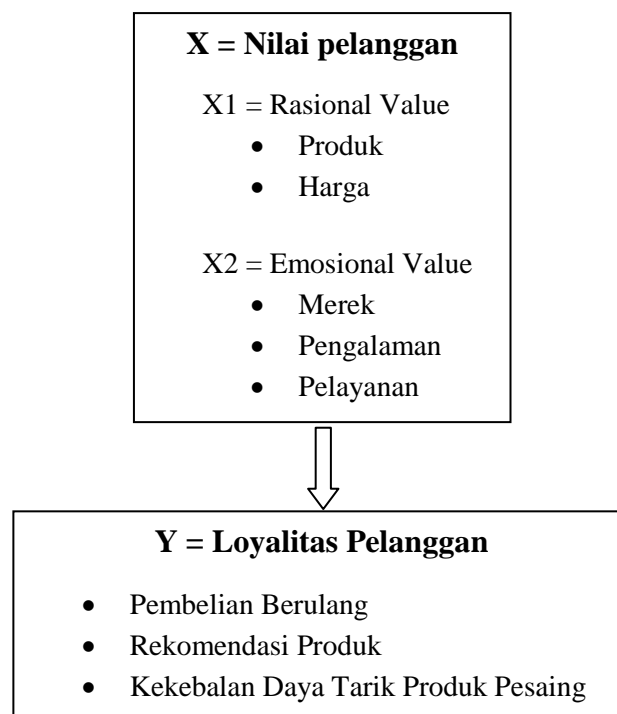 X = Nilai pelanggan
X1 = Rasional Value
• Produk
• Harga
X2 = Emosional Value
• Merek
• Pengalaman
• Pelayanan
Y = Loyalitas Pelanggan
• Pembelian Berulang
• Rekomendasi Produk
• Kekebalan Daya Tarik Produk Pesaing